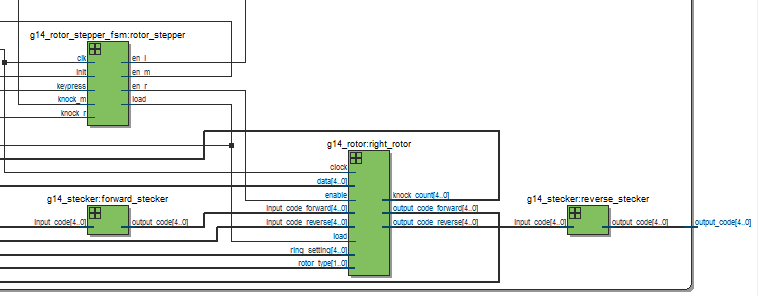 g14_rotor_stepper_fsm:rotor_stepper
clk
init
keypress
knock_m
knock_r
en_l
en_m
en_r
load
g14_rotor:right_rotor
clock
data[4..0]
enable
input_code_forward[4..0]
input_code_reverse[4..0]
load
ring_setting[4..0]
rotor_type[1..0]
knock_count[4..0]
output_code_forward[4..0]
output_code_reverse[4..0]
g14_stecker:forward_stecker
input_code[4..0]
output_code[4..0]
g14_stecker:reverse_stecker
input_code[4..0]
output_code[4..0]
output_code[4..0]